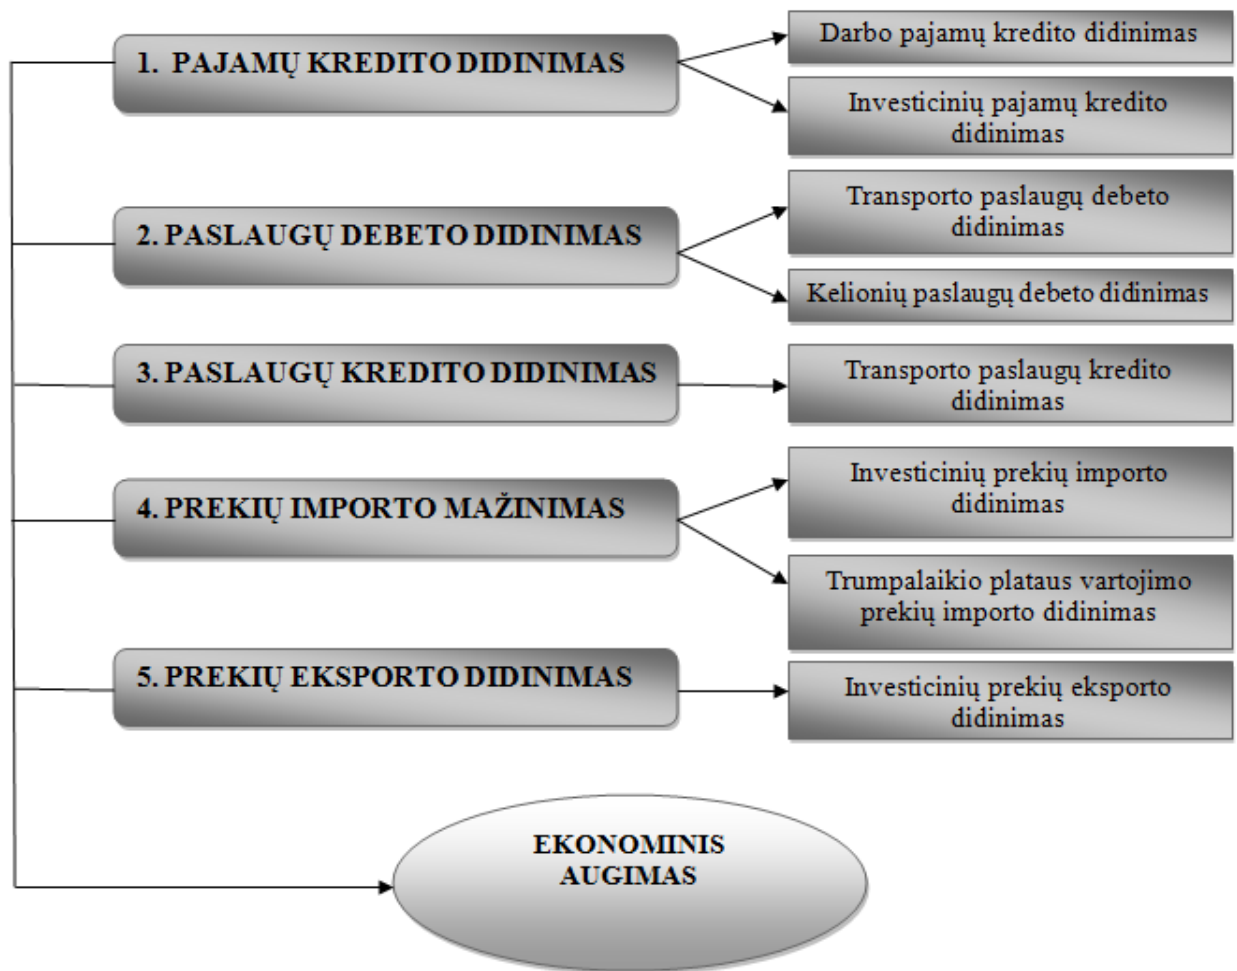 1. PAJAMŲ KREDITO DIDINIMAS
Darbo pajamų kredito didinimas
Investicinių pajamų kredito
didinimas
2. PASLAUGŲ DEBETO DIDINIMAS
Transporto paslaugų debeto
didinimas
Kelionių paslaugų debeto didinimas
3. PASLAUGŲ KREDITO DIDINIMAS
Transporto paslaugų kredito
didinimas
4. PREKIŲ IMPORTO MAŽINIMAS
Investicinių prekių importo
didinimas
Trumpalaikio plataus vartojimo
prekių importo didinimas
5. PREKIŲ EKSPORTO DIDINIMAS
Investicinių prekių eksporto
didinimas
EKONOMINIS
AUGIMAS